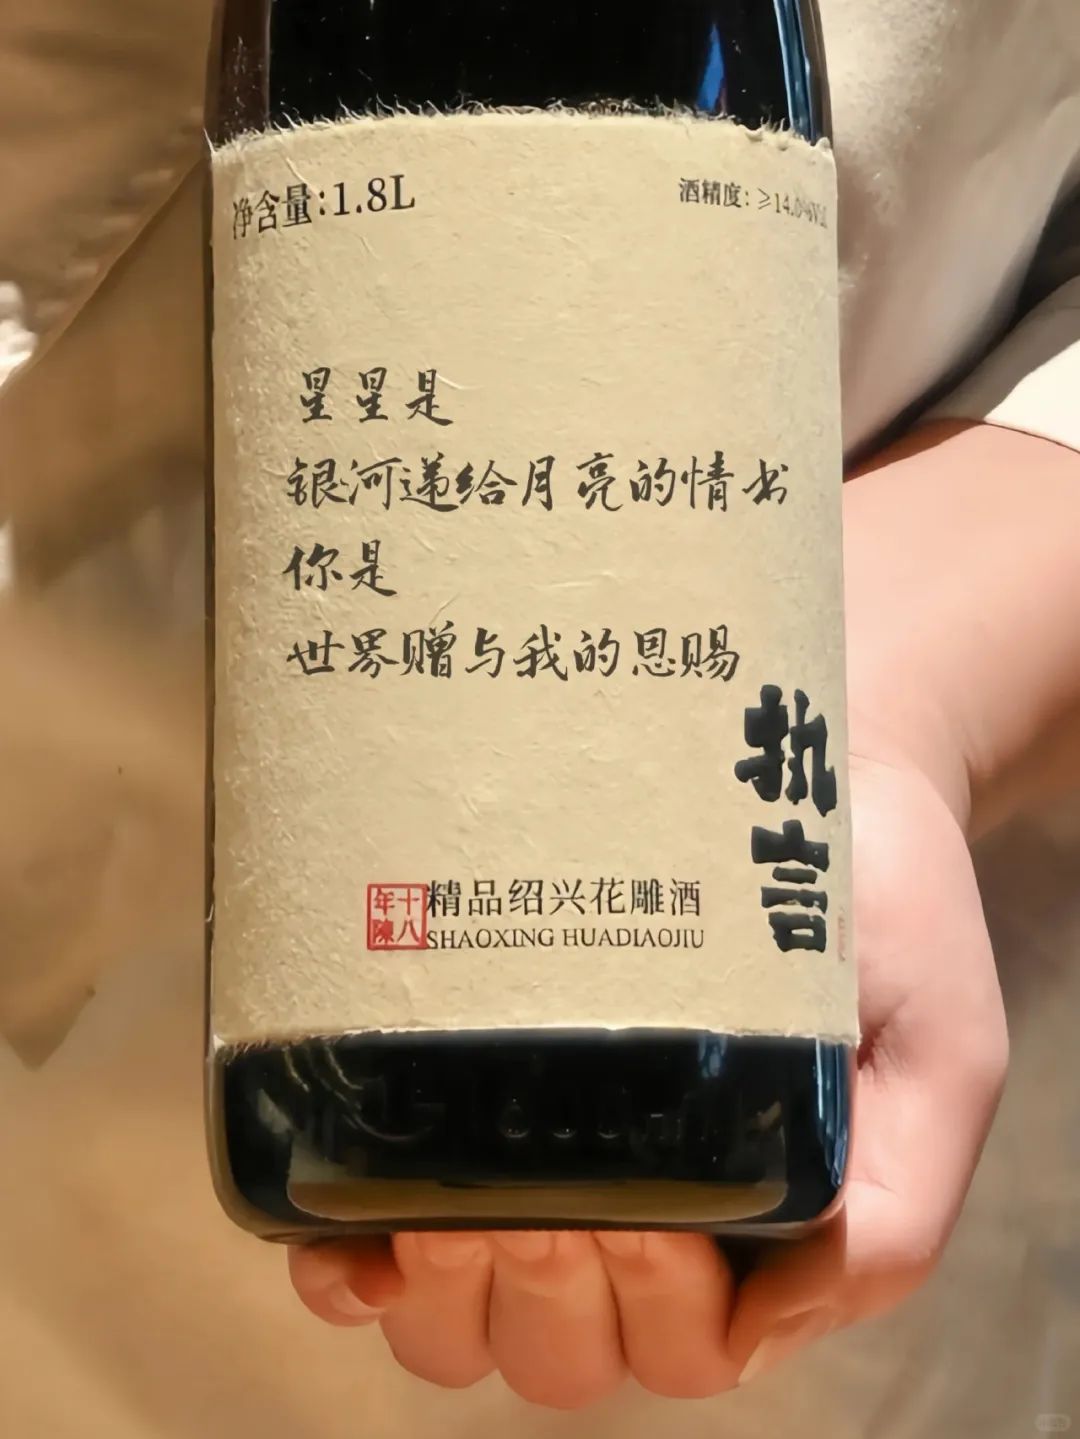 净含量:1.8L
酒精度:≥14.0%Vol
星星是
银河递给月亮的情书
你是
世界赠与我的恩赐
执言
十八年陳
精品绍兴花雕酒
SHAOXING HUADIAOJIU